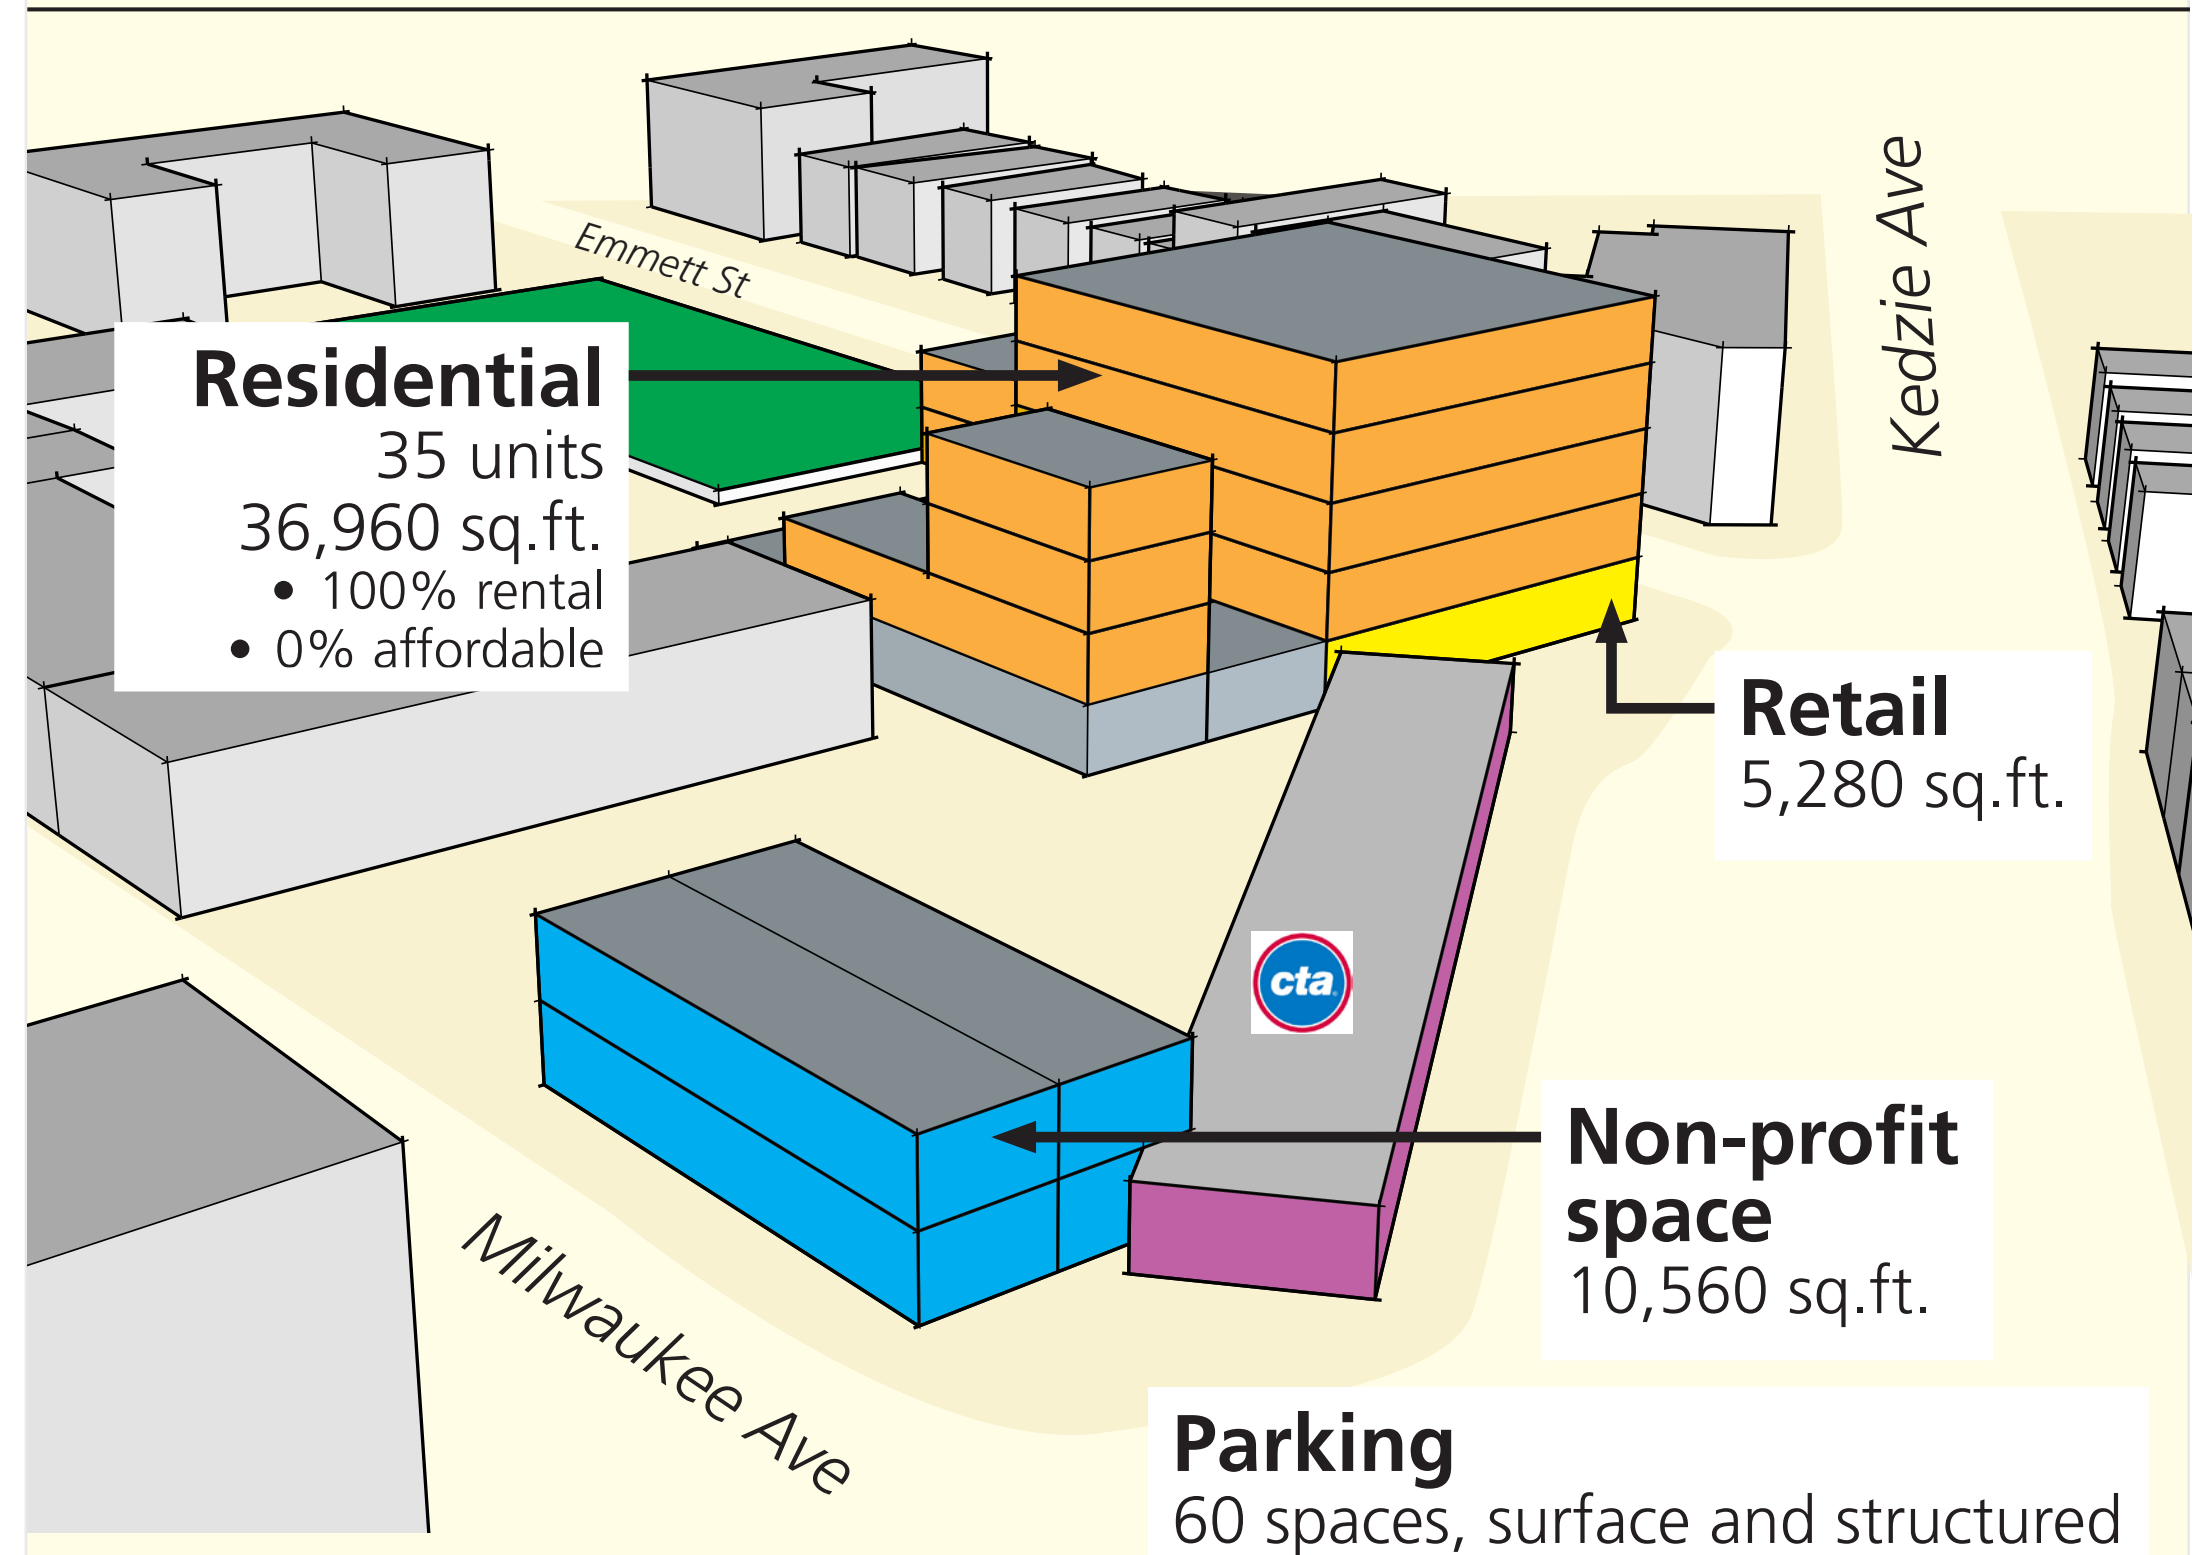 Emmett St
Kedzie Ave
Residential
35 units
36,960 sq.ft.
• 100% rental
• 0% affordable
Retail
5,280 sq.ft.
cta
Non-profit
space
10,560 sq.ft.
Milwaukee Ave
Parking
60 spaces, surface and structured